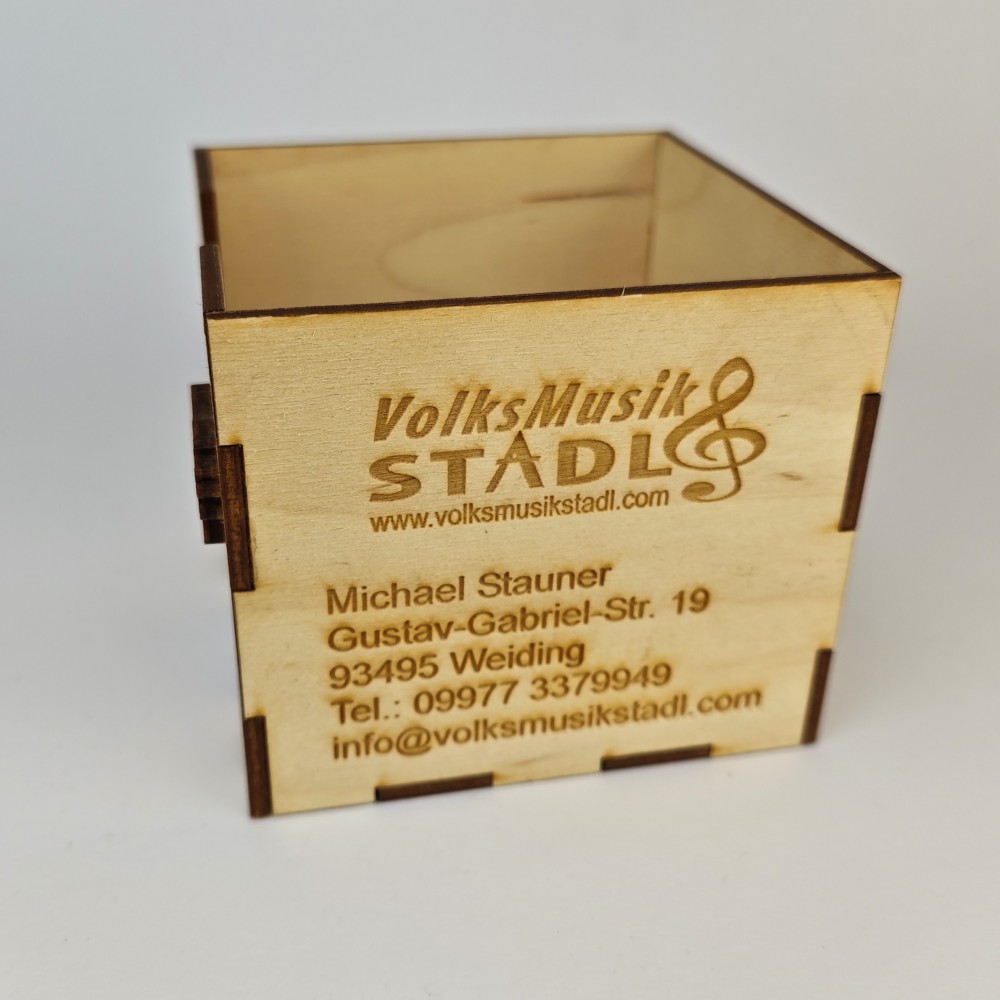 VolksMusik
STADL
www.volksmusikstadl.com
Michael Stauner
Gustav-Gabriel-Str. 19
93495 Weiding
Tel.: 09977 3379949
info@volksmusikstadl.com